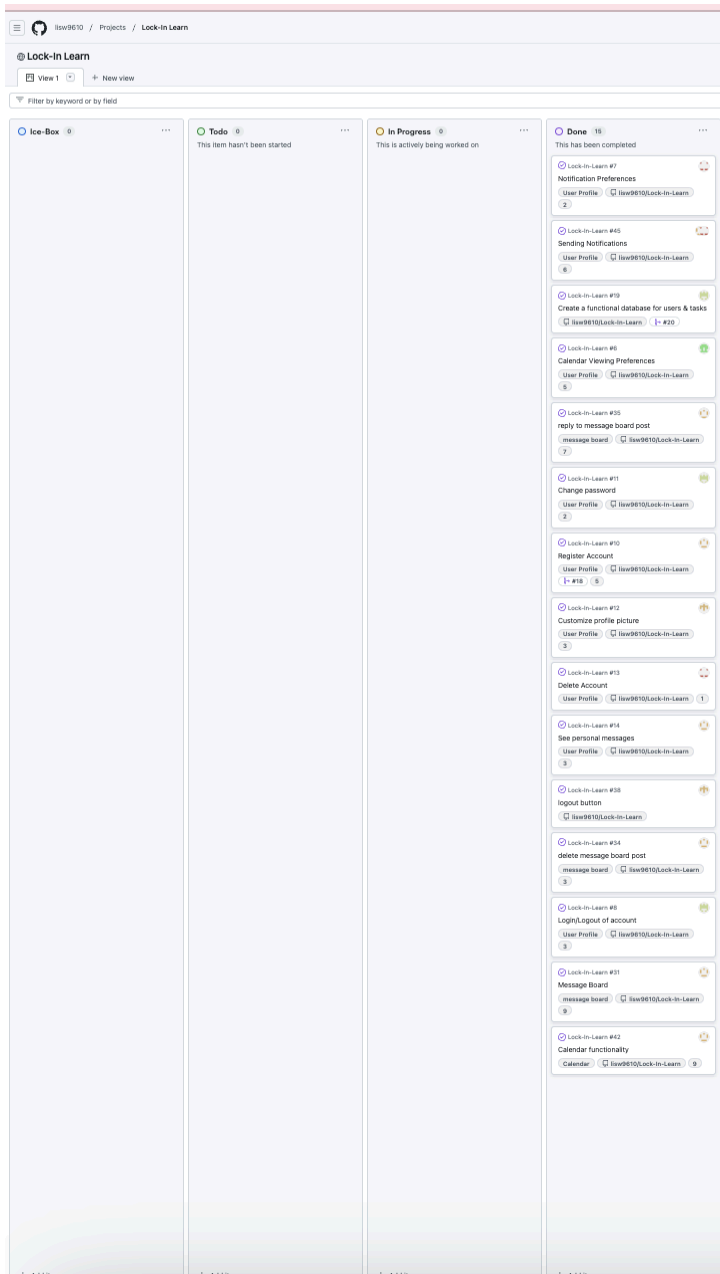 lisw9610 / Projects / Lock-In Learn
Lock-In Learn
View 1
+ New view
Filter by keyword or by field
Ice-Box 0
Todo 0
This item hasn't been started
In Progress 0
This is actively being worked on
Done 15
This has been completed
Lock-In-Learn #7
Notification Preferences
User Profile lisw9610/Lock-In-Learn
2
Lock-In-Learn #45
Sending Notifications
User Profile lisw9610/Lock-In-Learn
6
Lock-In-Learn #19
Create a functional database for users & tasks
lisw9610/Lock-In-Learn #20
Lock-In-Learn #6
Calendar Viewing Preferences
User Profile lisw9610/Lock-In-Learn
5
Lock-In-Learn #35
reply to message board post
message board lisw9610/Lock-In-Learn
7
Lock-In-Learn #11
Change password
User Profile lisw9610/Lock-In-Learn
2
Lock-In-Learn #10
Register Account
User Profile lisw9610/Lock-In-Learn
#18 5
Lock-In-Learn #12
Customize profile picture
User Profile lisw9610/Lock-In-Learn
3
Lock-In-Learn #13
Delete Account
User Profile lisw9610/Lock-In-Learn 1
Lock-In-Learn #14
See personal messages
User Profile lisw9610/Lock-In-Learn
3
Lock-In-Learn #38
logout button
lisw9610/Lock-In-Learn
Lock-In-Learn #34
delete message board post
message board lisw9610/Lock-In-Learn
3
Lock-In-Learn #8
Login/Logout of account
User Profile lisw9610/Lock-In-Learn
3
Lock-In-Learn #31
Message Board
message board lisw9610/Lock-In-Learn
9
Lock-In-Learn #42
Calendar functionality
Calendar lisw9610/Lock-In-Learn 9